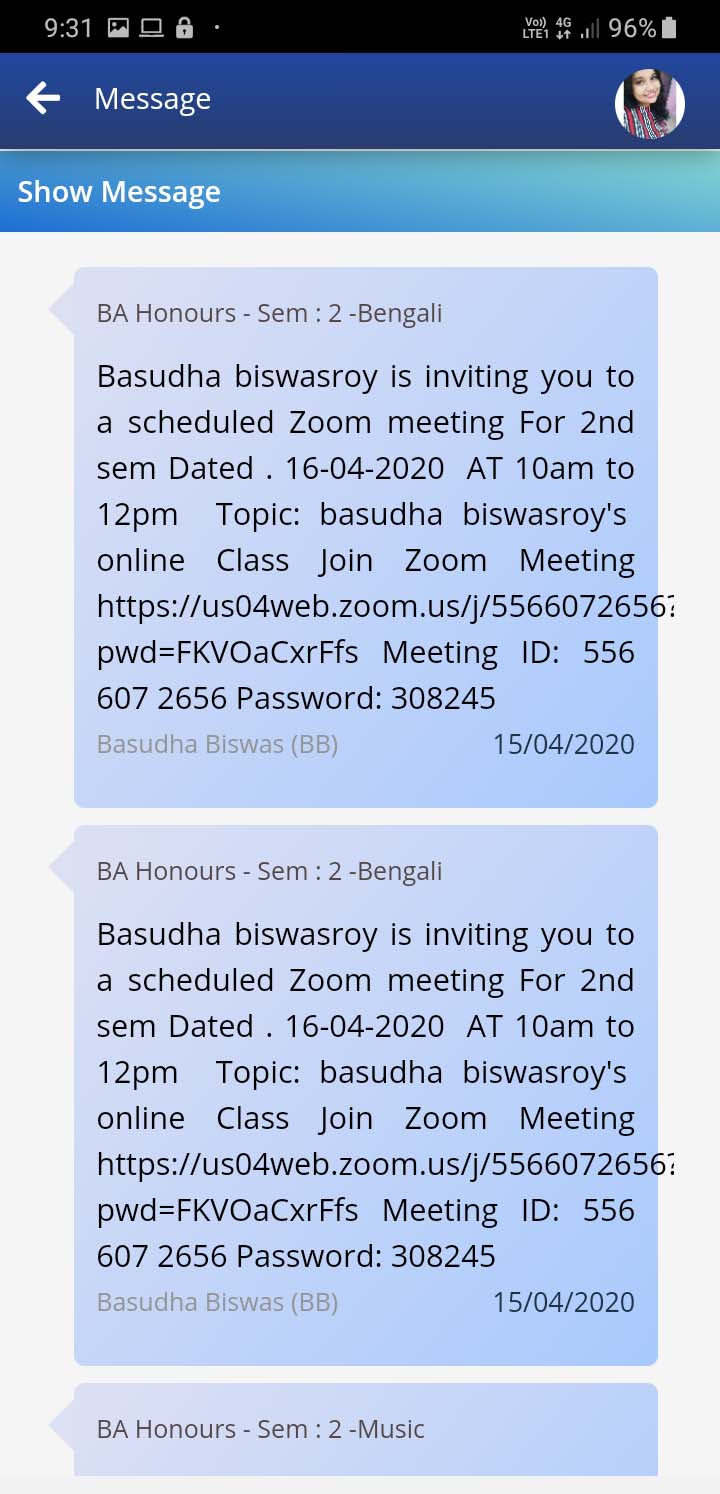 9:31
Vo)) 4G
LTE1
96%
Message
Show Message
BA Honours - Sem : 2 -Bengali
Basudha biswasroy is inviting you to
a scheduled Zoom meeting For 2nd
sem Dated . 16-04-2020 AT 10am to
12pm Topic: basudha biswasroy's
online Class Join Zoom Meeting
https://us04web.zoom.us/j/5566072656?
pwd=FKVOaCxrFfs Meeting ID: 556
607 2656 Password: 308245
Basudha Biswas (BB) 15/04/2020
BA Honours - Sem : 2 -Bengali
Basudha biswasroy is inviting you to
a scheduled Zoom meeting For 2nd
sem Dated . 16-04-2020 AT 10am to
12pm Topic: basudha biswasroy's
online Class Join Zoom Meeting
https://us04web.zoom.us/j/5566072656?
pwd=FKVOaCxrFfs Meeting ID: 556
607 2656 Password: 308245
Basudha Biswas (BB) 15/04/2020
BA Honours - Sem : 2 -Music